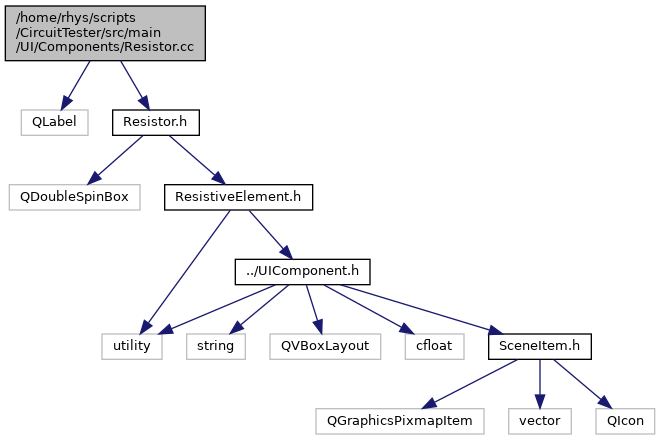 /home/rhys/scripts
/CircuitTester/src/main
/UI/Components/Resistor.cc
QLabel
Resistor.h
QDoubleSpinBox
ResistiveElement.h
../UIComponent.h
utility
string
QVBoxLayout
cfloat
SceneItem.h
QGraphicsPixmapItem
vector
QIcon